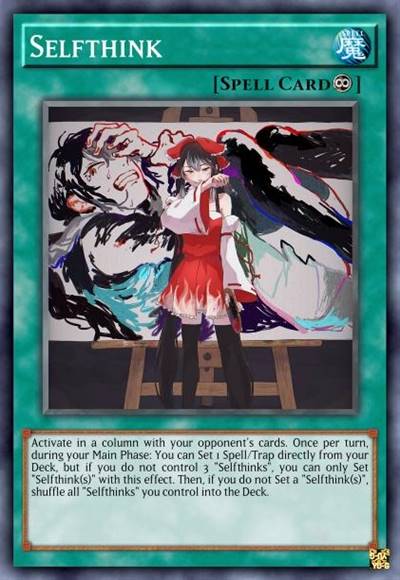 SELFTHINK
SPELL
魔
[SPELL CARD]
Activate in a column with your opponent's cards. Once per turn,
during your Main Phase: You can Set 1 Spell/Trap directly from your
Deck, but if you do not control 3 "Selfthinks", you can only Set
"Selfthink(s)" with this effect. Then, if you do not Set a "Selfthink(s)",
shuffle all "Selfthinks" you control into the Deck.